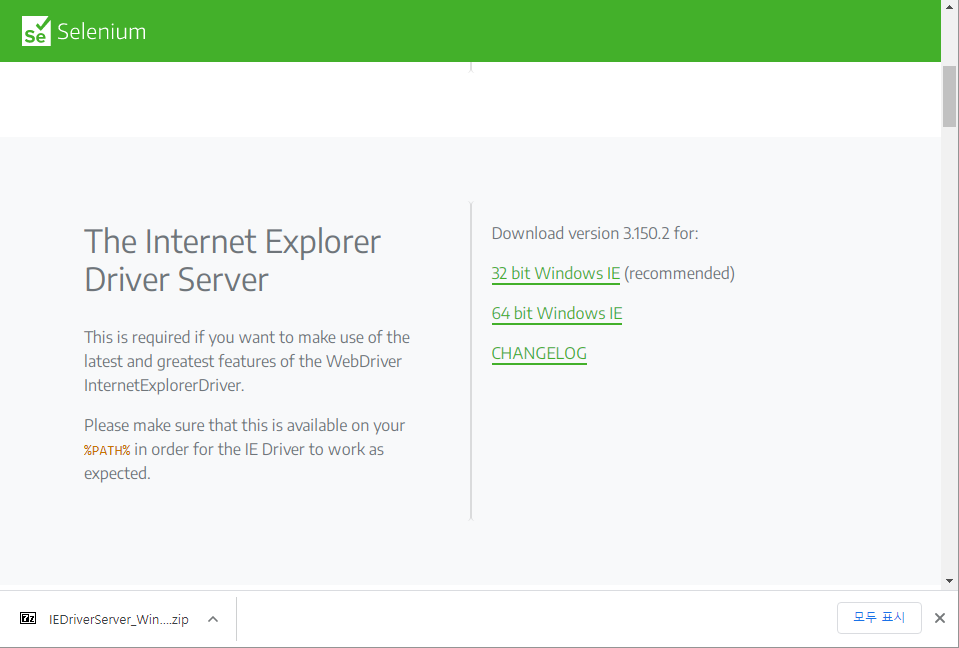 Se Selenium
The Internet Explorer
Driver Server
This is required if you want to make use of the
latest and greatest features of the WebDriver
InternetExplorerDriver.
Please make sure that this is available on your
%PATH% in order for the IE Driver to work as
expected.
Download version 3.150.2 for:
32 bit Windows IE (recommended)
64 bit Windows IE
CHANGELOG
7z IEDriverServer_Win....zip
모두 표시